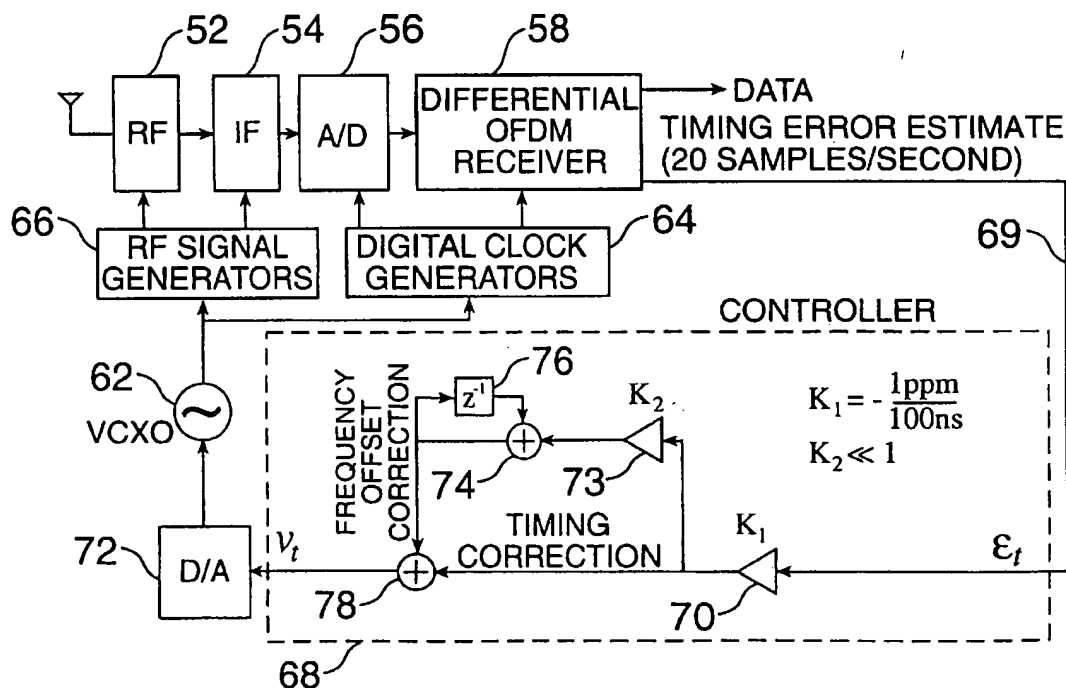 52
54
56
58
RF
IF
A/D
DIFFERENTIAL
OFDM
RECEIVER
DATA
TIMING ERROR ESTIMATE
(20 SAMPLES/SECOND)
66
RF SIGNAL
GENERATORS
DIGITAL CLOCK
GENERATORS
64
69
CONTROLLER
62
VCXO
FREQUENCY
OFFSET
CORRECTION
76
z⁻¹
K₂
74
73
K₁ = - 1ppm / 100ns
K₂ ≪ 1
72
D/A
νₜ
78
TIMING
CORRECTION
K₁
70
εₜ
68